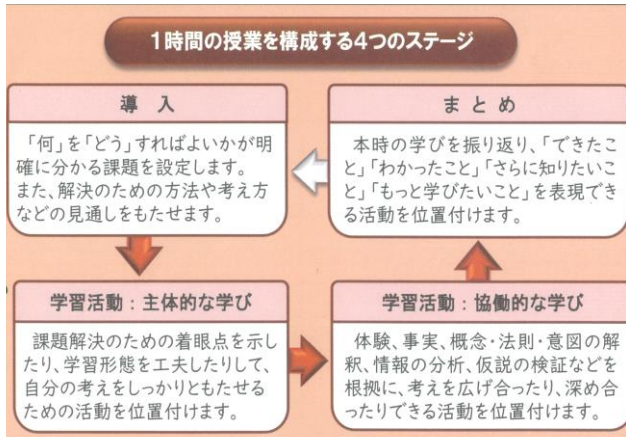 1時間の授業を構成する4つのステージ
導入
「何」を「どう」すればよいかが明
確に分かる課題を設定します。
また、解決のための方法や考え方
などの見通しをもたせます。
まとめ
本時の学びを振り返り、「できたこ
と」「わかったこと」「さらに知りたいこ
と」「もっと学びたいこと」を表現でき
る活動を位置付けます。
学習活動:主体的な学び
課題解決のための着眼点を示し
たり、学習形態を工夫したりして、
自分の考えをしっかりともたせる
ための活動を位置付けます。
学習活動:協働的な学び
体験、事実、概念・法則・意図の解
釈、情報の分析、仮説の検証などを
根拠に、考えを広げ合ったり、深め合
ったりできる活動を位置付けます。